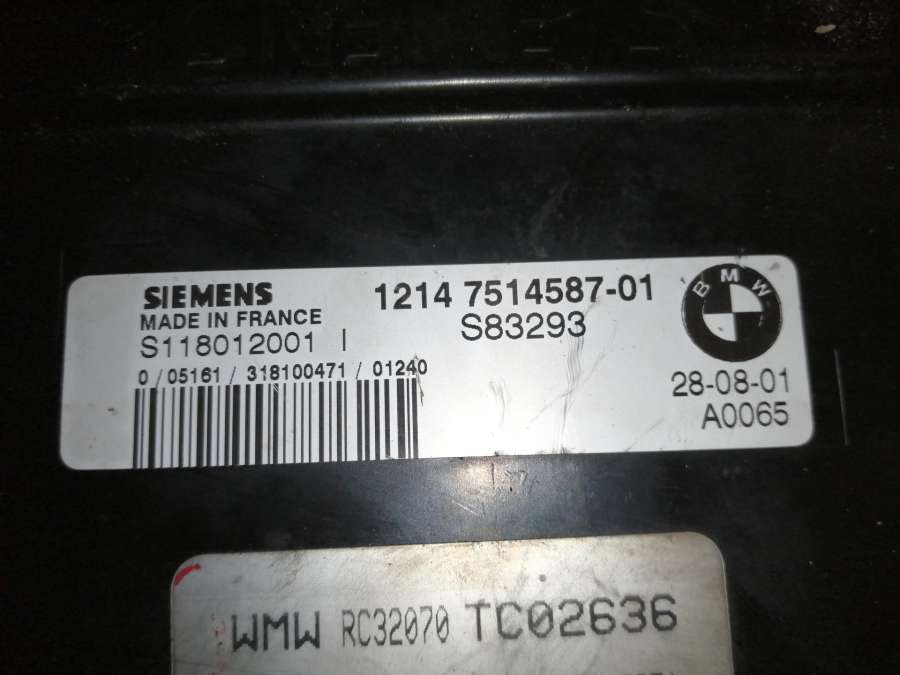 SIEMENS 1214 7514587-01 BMW
MADE IN FRANCE S83293
S118012001 I
0 / 05161 / 318100471 / 01240
28-08-01
A0065
WMW RC32070 TC02636